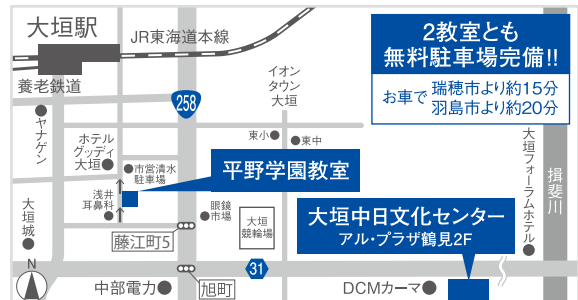 大垣駅
JR東海道本線
養老鉄道
2教室とも
無料駐車場完備!!
お車で
瑞穂市より約15分
羽島市より約20分
イオン
タウン
大垣
258
ヤナゲン
ホテル
グッディ
大垣
市営清水
駐車場
東小
東中
平野学園教室
大垣フォーラムホテル
揖斐川
浅井
耳鼻科
眼鏡
市場
大垣
競輪場
大垣城
藤江町5
大垣中日文化センター
アル・プラザ鶴見2F
N
中部電力
旭町
31
DCMカーマ